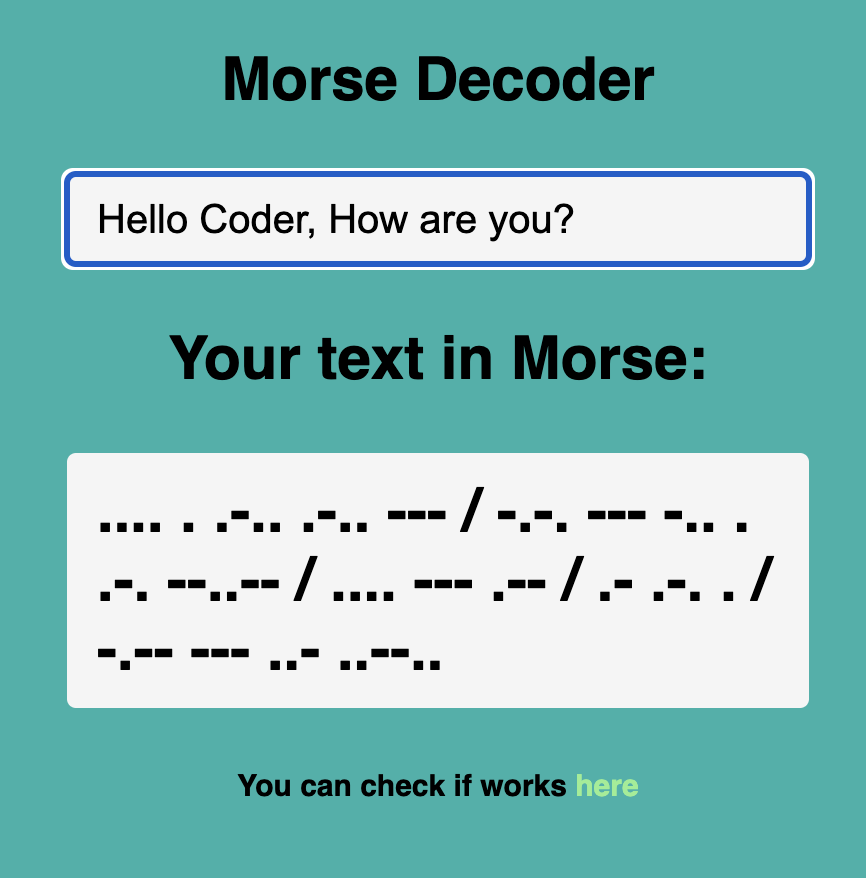 Morse Decoder
Hello Coder, How are you?
Your text in Morse:
.... . .-.. .-.. --- / -.-. --- -.. .
.-. --..-- / .... --- .-- / .- .-. . /
-.-- --- ..- ..--..
You can check if works here